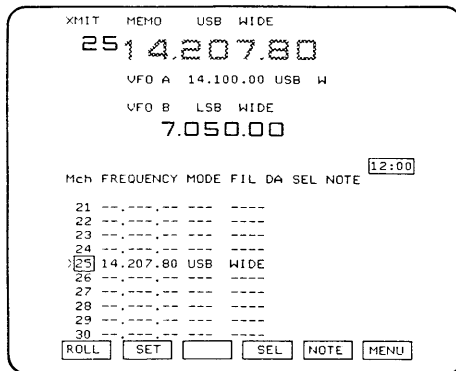 XMIT MEMO USB WIDE
25 14.207.80
VFO A 14.100.00 USB W
VFO B LSB WIDE
7.050.00
12:00
Mch FREQUENCY MODE FIL DA SEL NOTE
21 --.---.-- --- ----
22 --.---.-- --- ----
23 --.---.-- --- ----
24 --.---.-- --- ----
>25 14.207.80 USB WIDE
26 --.---.-- --- ----
27 --.---.-- --- ----
28 --.---.-- --- ----
29 --.---.-- --- ----
30 --.---.-- --- ----
ROLL SET SEL NOTE MENU